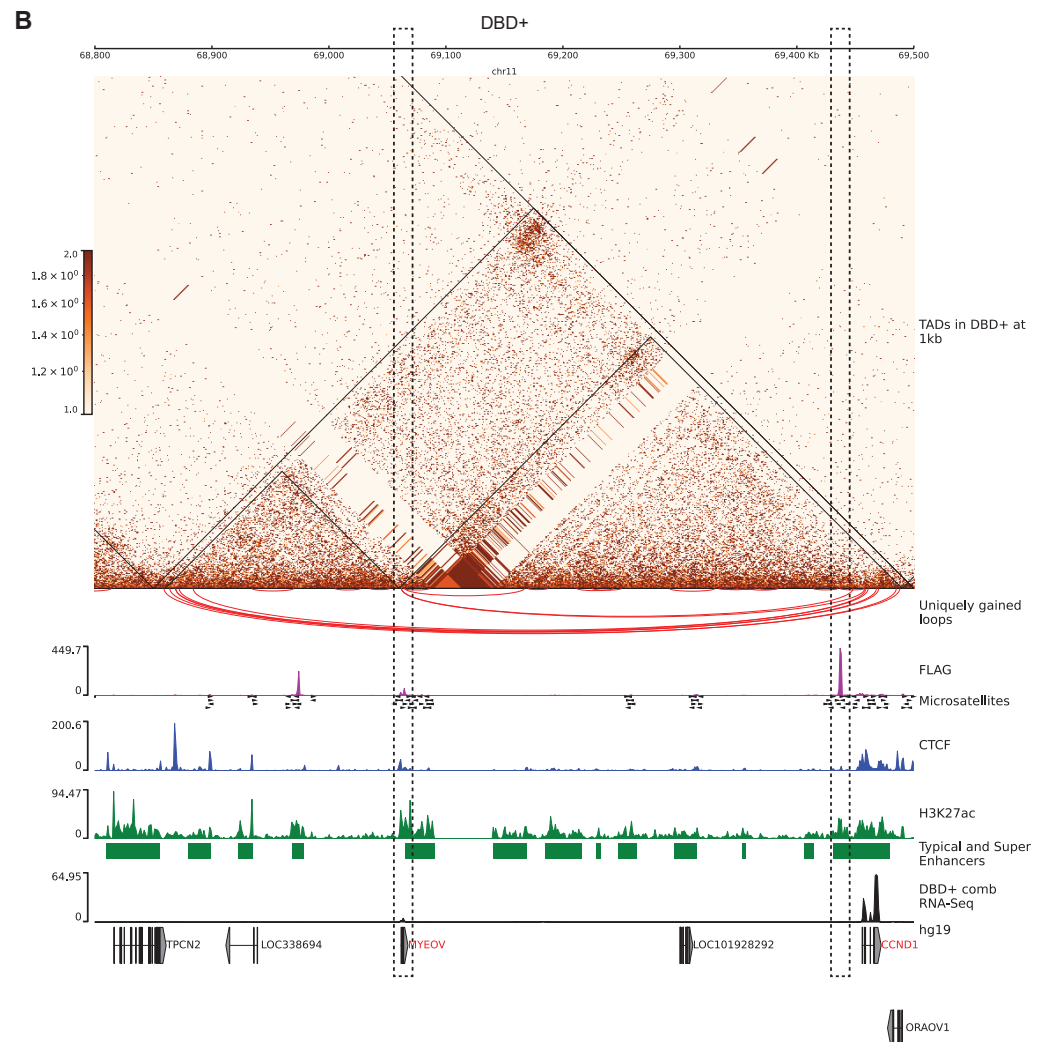 B
DBD+
68,800 68,900 69,000 69,100 69,200 69,300 69,400 Kb 69,500
chr11
2.0
1.8 × 10⁰
1.6 × 10⁰
1.4 × 10⁰
1.2 × 10⁰
1.0
TADs in DBD+ at
1kb
Uniquely gained
loops
449.7
FLAG
0
Microsatellites
200.6
CTCF
0
94.47
H3K27ac
0
Typical and Super
Enhancers
64.95
DBD+ comb
RNA-Seq
0
hg19
TPCN2 LOC338694 MYEOV LOC101928292 CCND1
ORAOV1